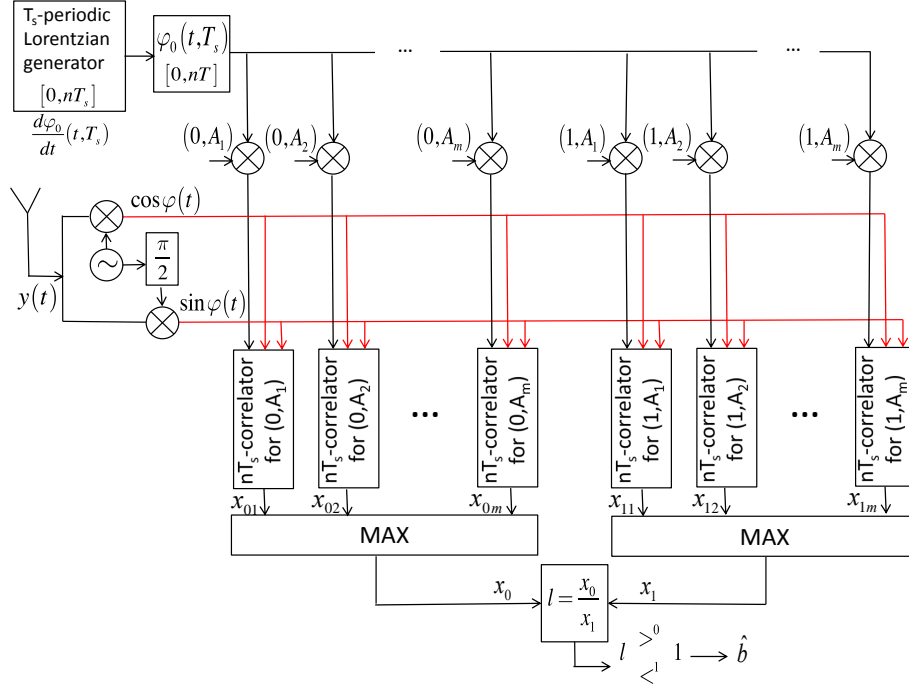 Tₛ-periodic
Lorentzian
generator
[0,nTₛ]
dφ₀/dt (t,Tₛ)
φ₀(t,Tₛ)
[0,nT]
...
...
(0,A₁)
(0,A₂)
(0,Aₘ)
(1,A₁)
(1,A₂)
(1,Aₘ)
cosφ(t)
~
π/2
y(t)
sinφ(t)
nTₛ-correlator
for (0,A₁)
nTₛ-correlator
for (0,A₂)
...
nTₛ-correlator
for (0,Aₘ)
nTₛ-correlator
for (1,A₁)
nTₛ-correlator
for (1,A₂)
...
nTₛ-correlator
for (1,Aₘ)
x₀₁
x₀₂
x₀ₘ
x₁₁
x₁₂
x₁ₘ
MAX
MAX
x₀
l = x₀/x₁
x₁
l >⁰ <¹ 1 → b̂